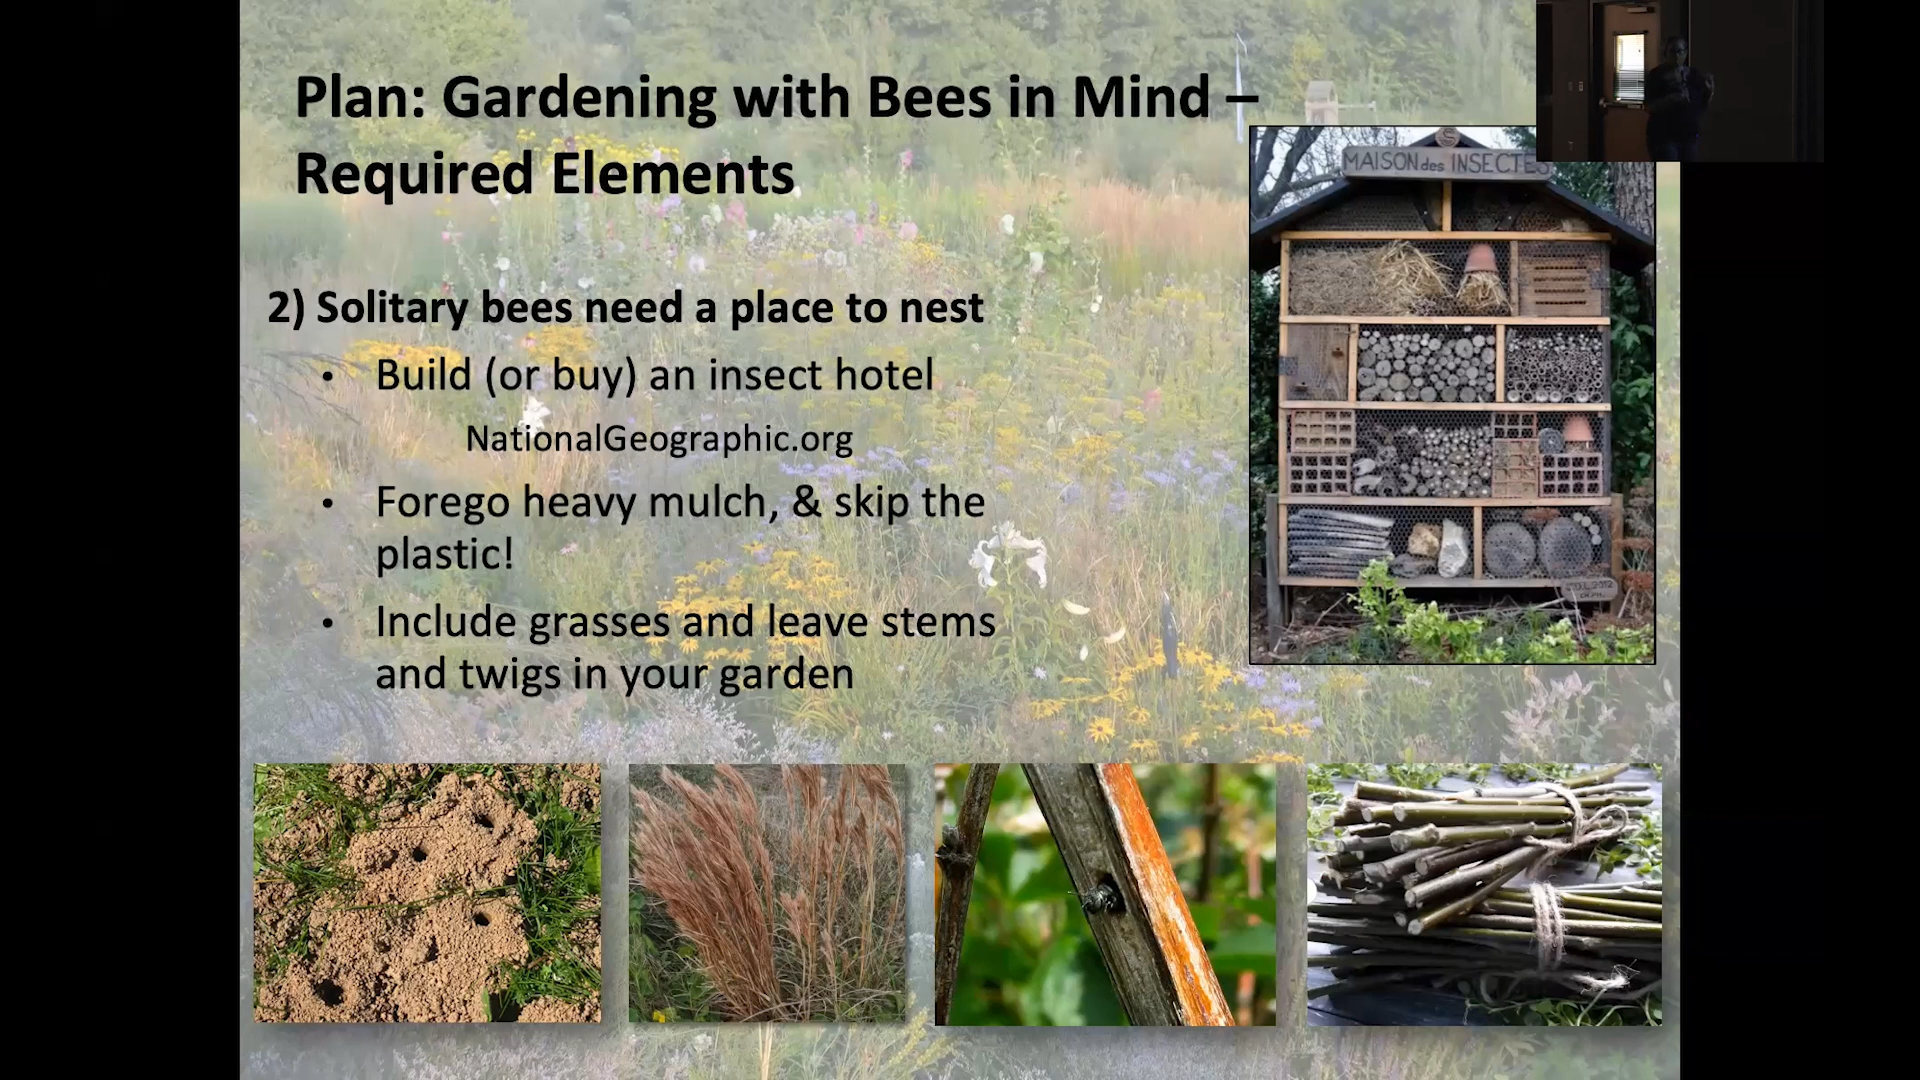 Plan: Gardening with Bees in Mind –
Required Elements
MAISON des INSECTES
2) Solitary bees need a place to nest
• Build (or buy) an insect hotel
NationalGeographic.org
• Forego heavy mulch, & skip the
plastic!
• Include grasses and leave stems
and twigs in your garden